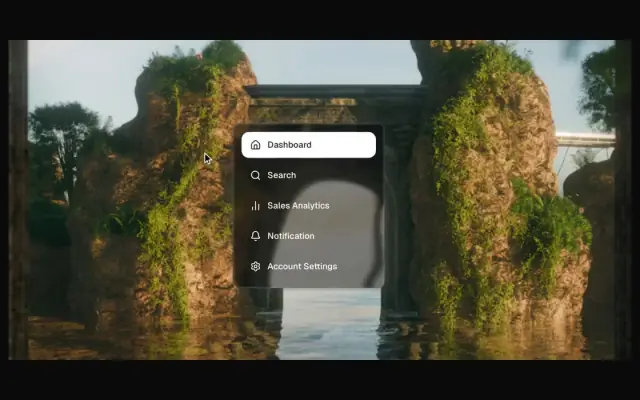 Dashboard
Search
Sales Analytics
Notification
Account Settings